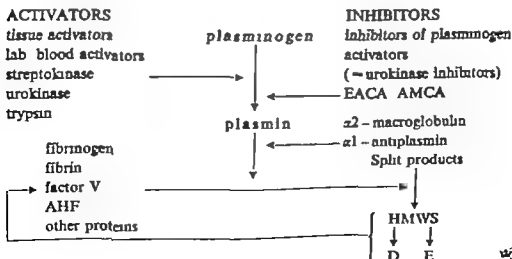 ACTIVATORS
tissue activators
lab blood activators
streptokinase
urokinase
trypsin
plasminogen
INHIBITORS
inhibitors of plasminogen
activators
(=urokinase inhibitors)
EACA AMCA
plasmin
α2-macroglobulin
α1-antiplasmin
Split products
fibrinogen
fibrin
factor V
AHF
other proteins
HMWS
D E